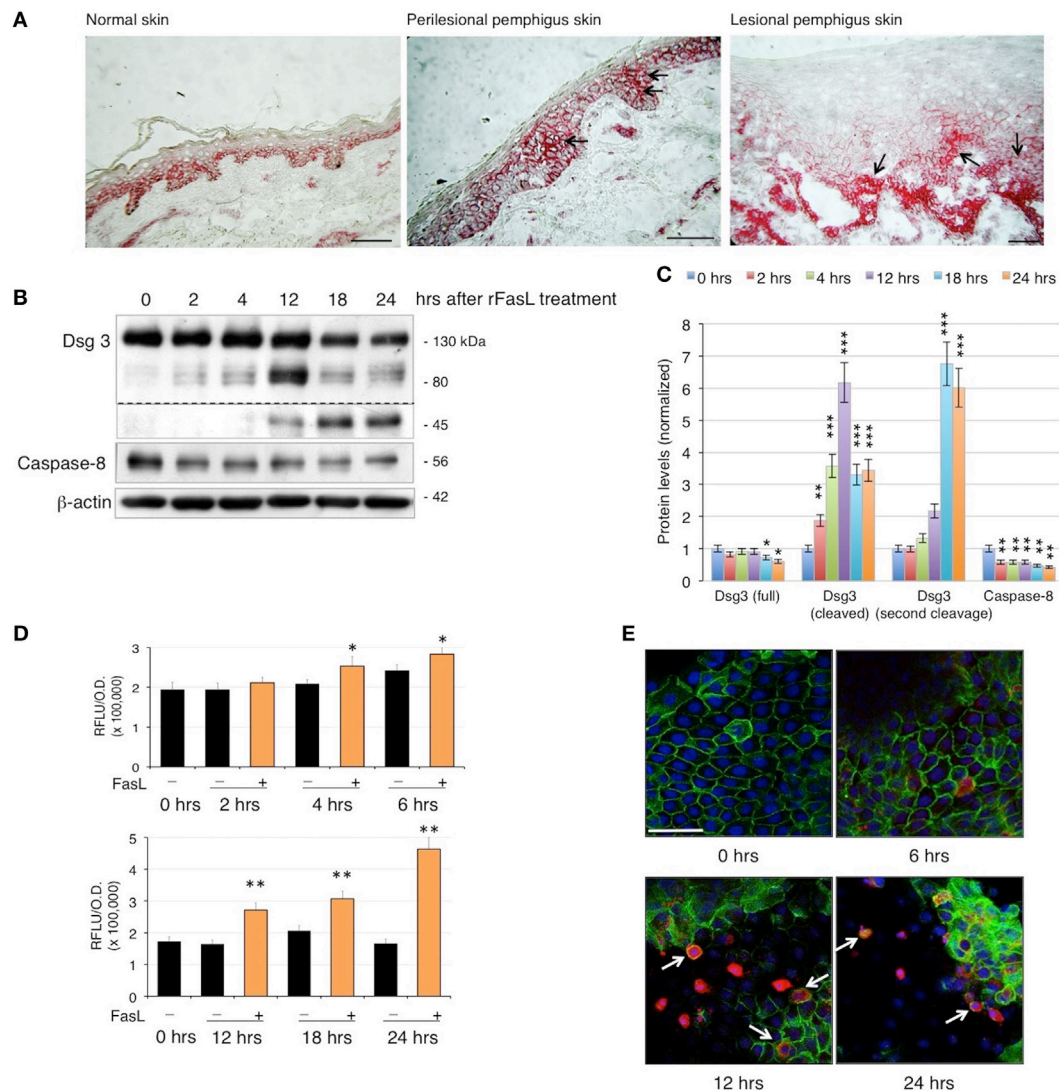 A
Normal skin
Perilesional pemphigus skin
Lesional pemphigus skin
B
0 2 4 12 18 24 hrs after rFasL treatment
Dsg 3
- 130 kDa
- 80
- 45
Caspase-8
- 56
β-actin
- 42
C
0 hrs 2 hrs 4 hrs 12 hrs 18 hrs 24 hrs
Protein levels (normalized)
8
7
6
5
4
3
2
1
0
* *
** *** *** *** ***
*** ***
** ** ** ** **
Dsg3 (full)
Dsg3 (cleaved)
Dsg3 (second cleavage)
Caspase-8
D
RFLU/O.D. (x 100,000)
3
2
1
0
* *
FasL − − + − + − +
0 hrs 2 hrs 4 hrs 6 hrs
RFLU/O.D. (x 100,000)
5
4
3
2
1
0
** ** **
FasL − − + − + − +
0 hrs 12 hrs 18 hrs 24 hrs
E
0 hrs
6 hrs
12 hrs
24 hrs